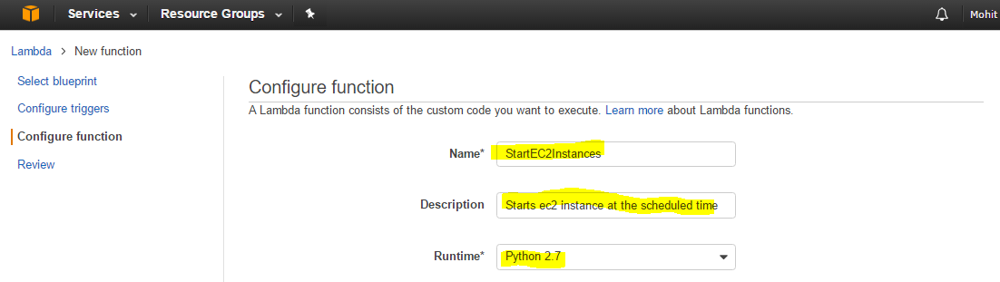 Services Resource Groups Mohit
Lambda > New function
Select blueprint
Configure triggers
Configure function
Review
Configure function
A Lambda function consists of the custom code you want to execute. Learn more about Lambda functions.
Name* StartEC2Instances
Description Starts ec2 instance at the scheduled time
Runtime* Python 2.7